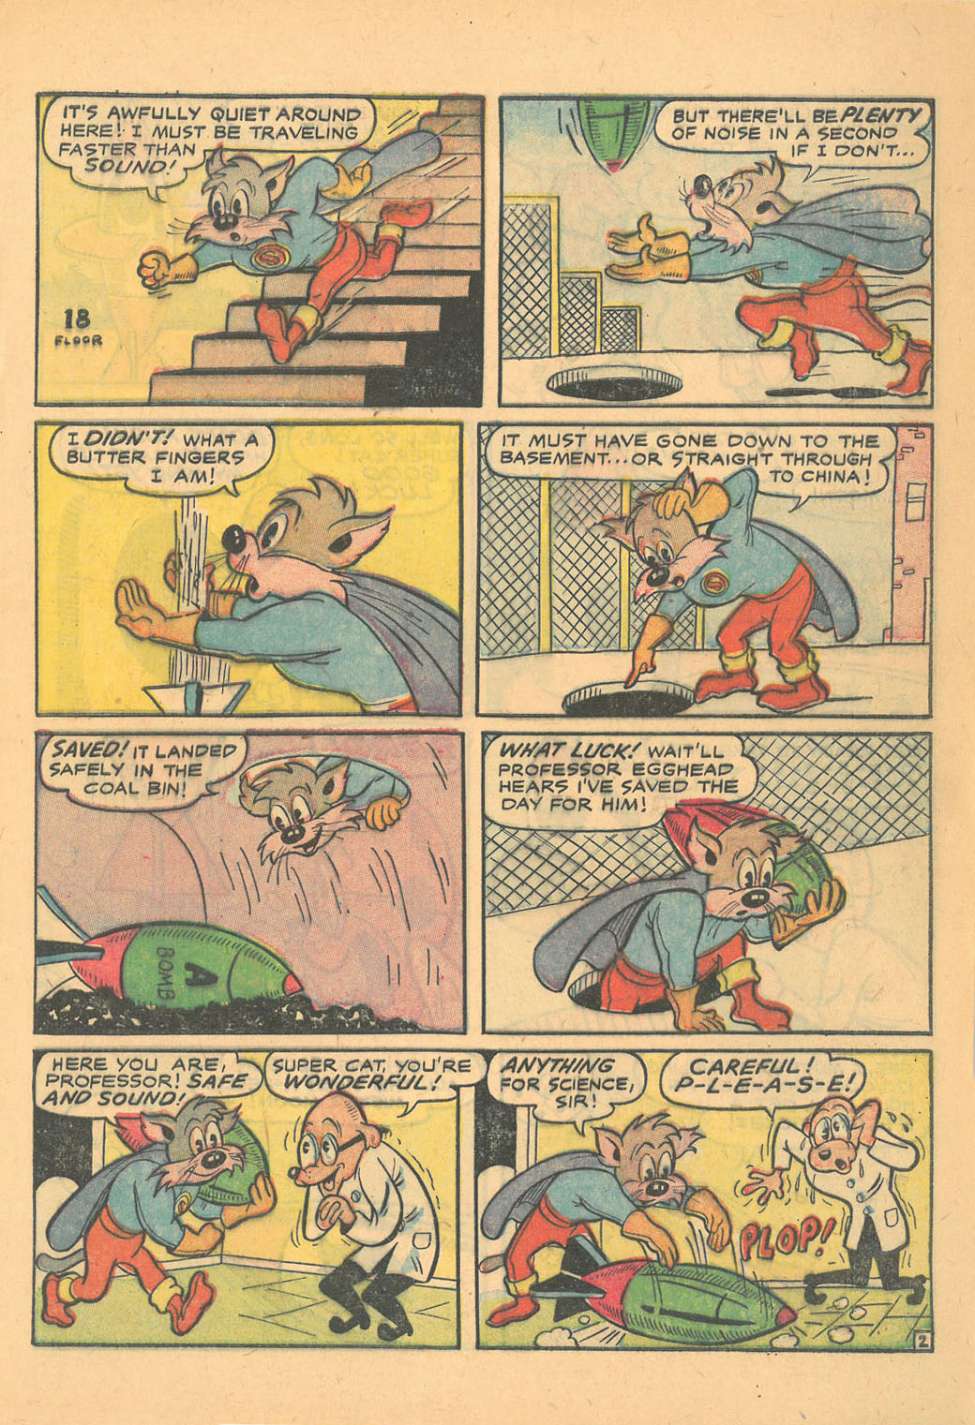 IT'S AWFULLY QUIET AROUND
HERE! I MUST BE TRAVELING
FASTER THAN
SOUND!
18
FLOOR
BUT THERE'LL BE PLENTY
OF NOISE IN A SECOND
IF I DON'T...
I DIDN'T! WHAT A
BUTTER FINGERS
I AM!
IT MUST HAVE GONE DOWN TO THE
BASEMENT...OR STRAIGHT THROUGH
TO CHINA!
SAVED! IT LANDED
SAFELY IN THE
COAL BIN!
A
BOMB
WHAT LUCK! WAIT'LL
PROFESSOR EGGHEAD
HEARS I'VE SAVED THE
DAY FOR HIM!
HERE YOU ARE,
PROFESSOR! SAFE
AND SOUND!
SUPER CAT, YOU'RE
WONDERFUL!
ANYTHING
FOR SCIENCE,
SIR!
CAREFUL!
P-L-E-A-S-E!
PLOP!
2